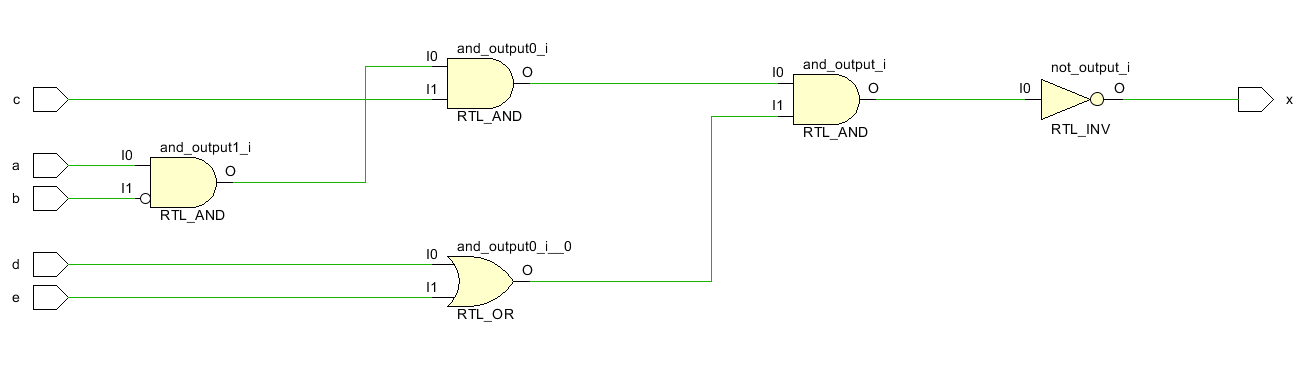 and_output0_i
I0
O
I1
RTL_AND
c
and_output_i
I0
O
I1
RTL_AND
not_output_i
I0
O
RTL_INV
x
and_output1_i
a
I0
O
b
I1
RTL_AND
and_output0_i__0
d
I0
O
e
I1
RTL_OR